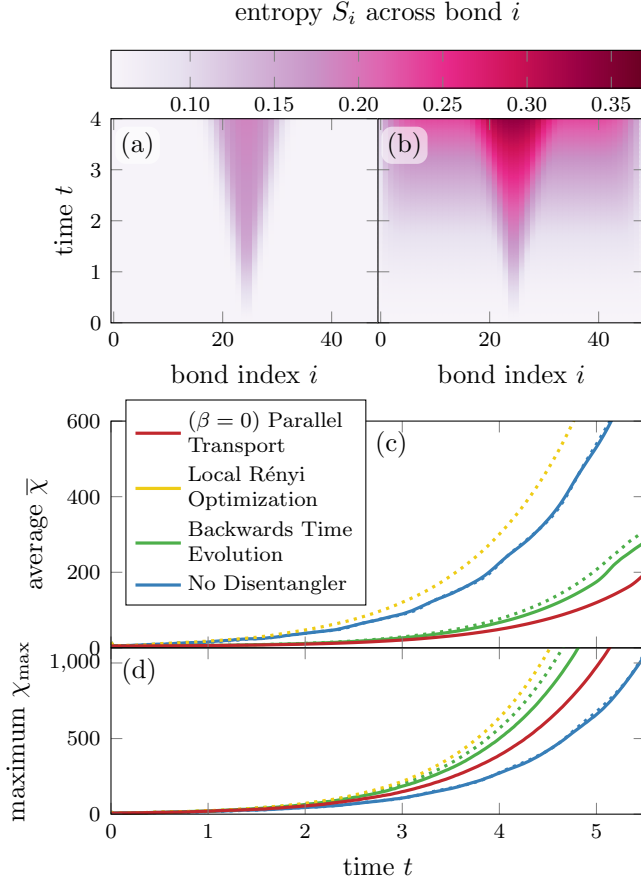 entropy S_i across bond i
0.10 0.15 0.20 0.25 0.30 0.35
(a) (b)
time t
4
3
2
1
0
0 20 40 0 20 40
bond index i bond index i
(β = 0) Parallel
Transport
Local Rényi
Optimization
Backwards Time
Evolution
No Disentangler
(c)
average χ̅
600
400
200
0
(d)
maximum χ_max
1,000
500
0
0 1 2 3 4 5
time t